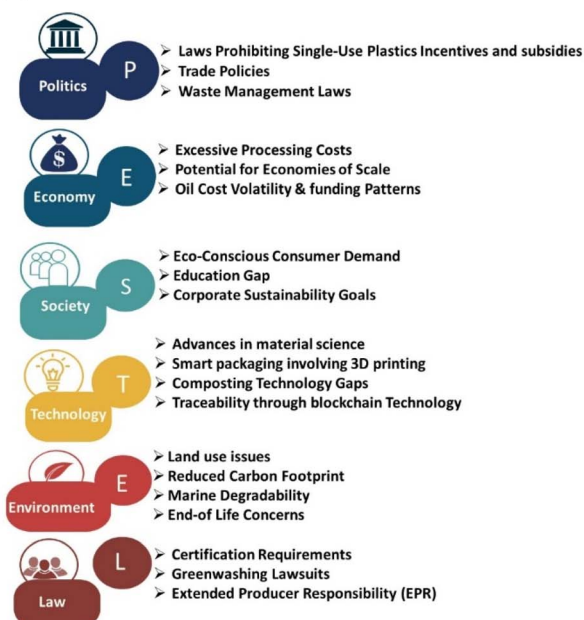 Politics
P
➢ Laws Prohibiting Single-Use Plastics Incentives and subsidies
➢ Trade Policies
➢ Waste Management Laws
$
Economy
E
➢ Excessive Processing Costs
➢ Potential for Economies of Scale
➢ Oil Cost Volatility & funding Patterns
Society
S
➢ Eco-Conscious Consumer Demand
➢ Education Gap
➢ Corporate Sustainability Goals
Technology
T
➢ Advances in material science
➢ Smart packaging involving 3D printing
➢ Composting Technology Gaps
➢ Traceability through blockchain Technology
Environment
E
➢ Land use issues
➢ Reduced Carbon Footprint
➢ Marine Degradability
➢ End-of Life Concerns
Law
L
➢ Certification Requirements
➢ Greenwashing Lawsuits
➢ Extended Producer Responsibility (EPR)